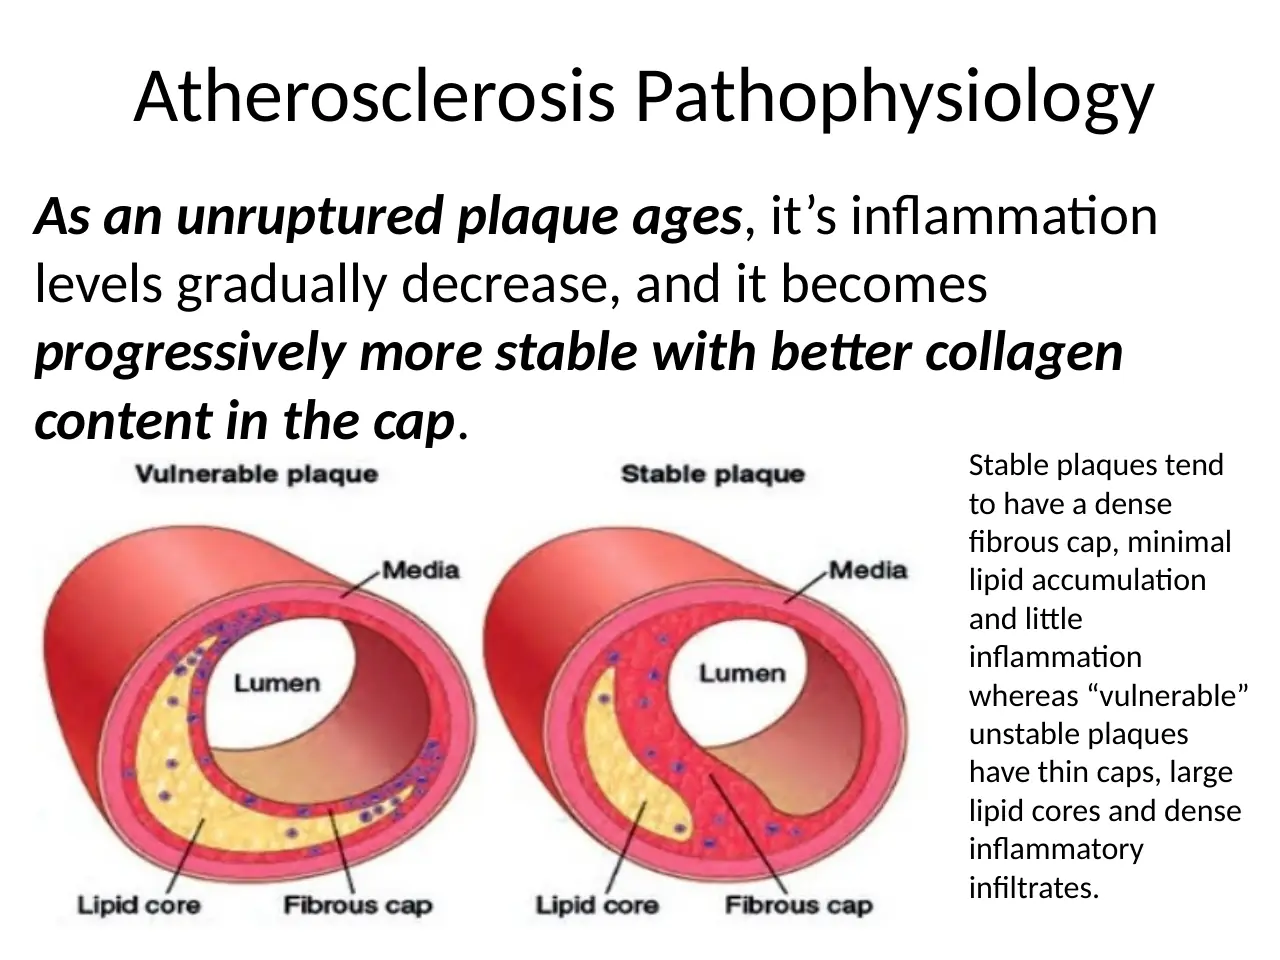 Atherosclerosis Pathophysiology
As an unruptured plaque ages, it’s inflammation
levels gradually decrease, and it becomes
progressively more stable with better collagen
content in the cap.
Vulnerable plaque
Media
Lumen
Lipid core
Fibrous cap
Stable plaque
Media
Lumen
Lipid core
Fibrous cap
Stable plaques tend
to have a dense
fibrous cap, minimal
lipid accumulation
and little
inflammation
whereas “vulnerable”
unstable plaques
have thin caps, large
lipid cores and dense
inflammatory
infiltrates.